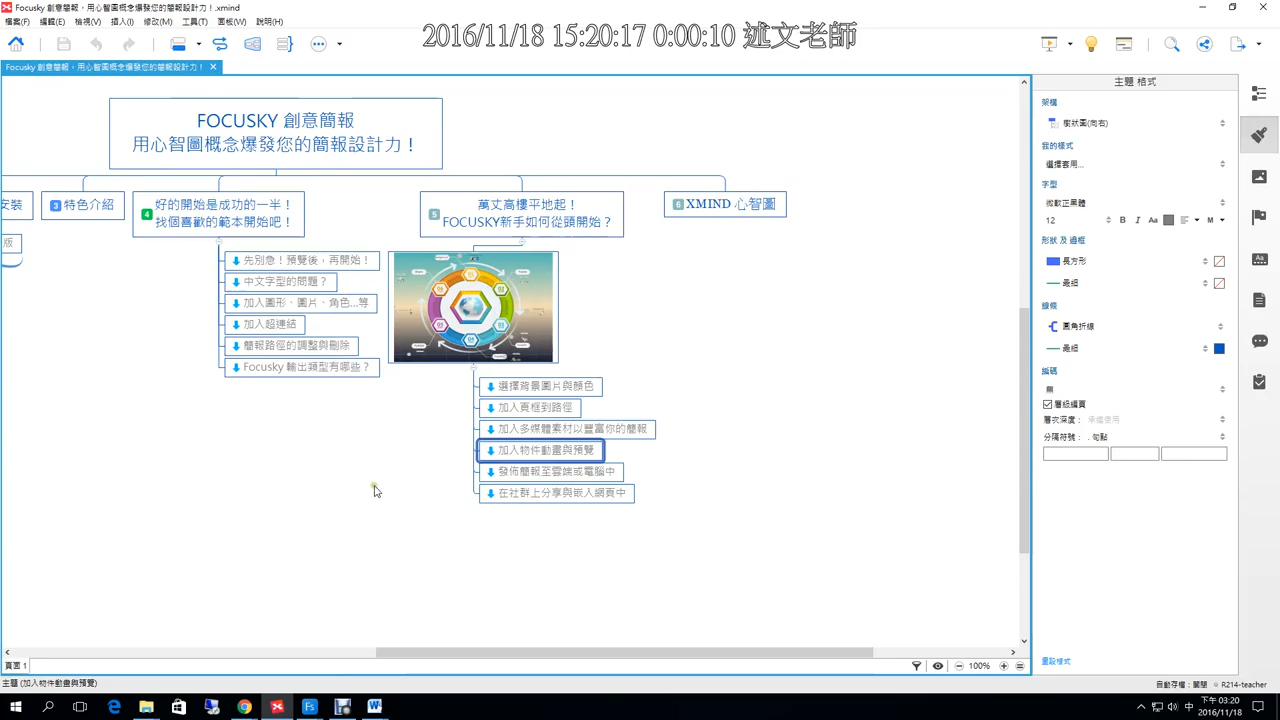 Focusky 創意簡報，用心智圖概念爆發您的簡報設計力！.xmind
檔案(F) 編輯(E) 檢視(V) 插入(I) 修改(M) 工具(T) 面板(W) 說明(H)
2016/11/18 15:20:17 0:00:10 述文老師
Focusky 創意簡報，用心智圖概念爆發您的簡報設計力！
FOCUSKY 創意簡報
用心智圖概念爆發您的簡報設計力！
安裝
版
3 特色介紹
4 好的開始是成功的一半！
找個喜歡的範本開始吧！
先別急！預覽後，再開始！
中文字型的問題？
加入圖形、圖片、角色...等
加入超連結
簡報路徑的調整與刪除
Focusky 輸出類型有哪些？
5 萬丈高樓平地起！
FOCUSKY新手如何從頭開始？
選擇背景圖片與顏色
加入頁框到路徑
加入多媒體素材以豐富你的簡報
加入物件動畫與預覽
發佈簡報至雲端或電腦中
在社群上分享與嵌入網頁中
6 XMIND 心智圖
主題 格式
架構
樹狀圖(向右)
我的樣式
選擇套用...
字型
微軟正黑體
12 B I Aa M
形狀 及 邊框
長方形
最細
線條
圓角折線
最細
編碼
無
層級編頁
層次深度：
分隔符號： . 句點
重設樣式
頁面 1
100%
主題 (加入物件動畫與預覽)
自動存檔：關閉 R214-teacher
中
下午 03:20
2016/11/18